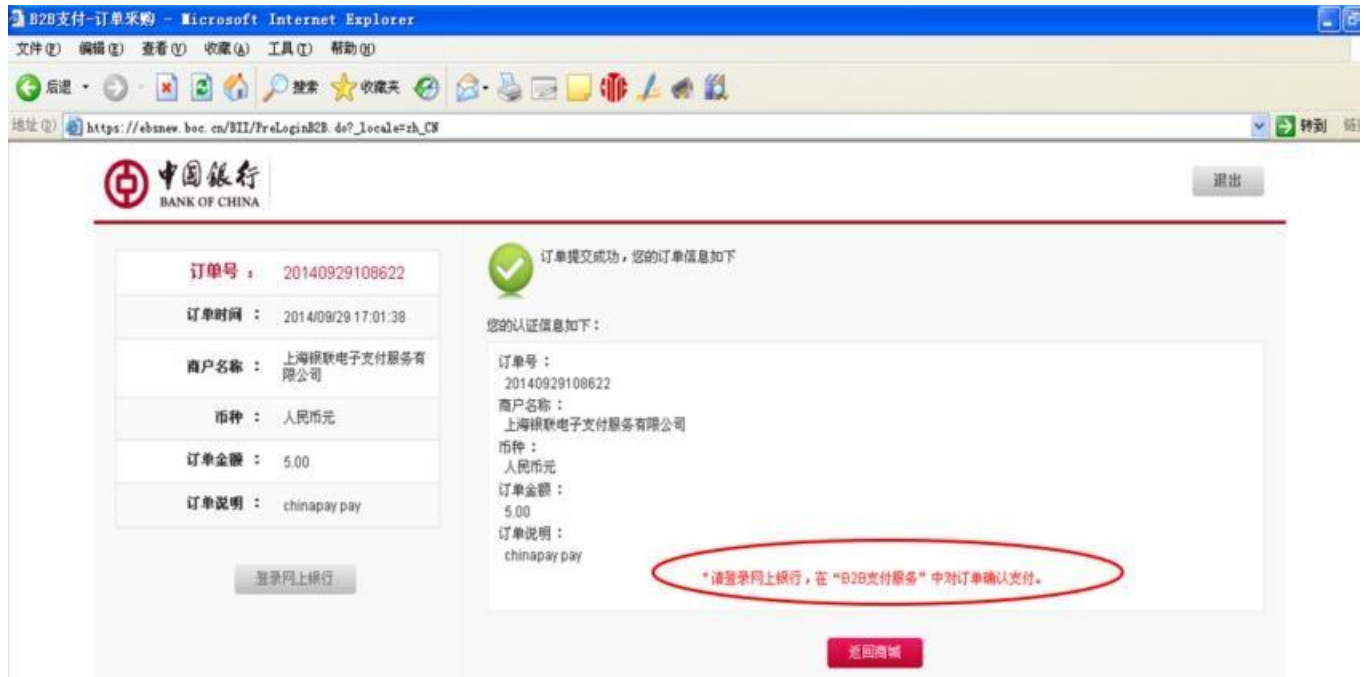 B2B支付-订单采购 - Microsoft Internet Explorer
文件(F) 编辑(E) 查看(V) 收藏(A) 工具(T) 帮助(H)
后退 搜索 收藏夹
地址(D) https://ebsnew.boc.cn/BII/PreLoginB2B.do?_locale=zh_CN 转到
中国银行
BANK OF CHINA
退出
订单号 : 20140929108622
订单时间 : 2014/09/29 17:01:38
商户名称 : 上海银联电子支付服务有
限公司
币种 : 人民币元
订单金额 : 5.00
订单说明 : chinapay pay
登录网上银行
订单提交成功,您的订单信息如下
您的认证信息如下:
订单号:
20140929108622
商户名称:
上海银联电子支付服务有限公司
币种:
人民币元
订单金额:
5.00
订单说明:
chinapay pay
*请登录网上银行,在“B2B支付服务”中对订单确认支付。
返回商城